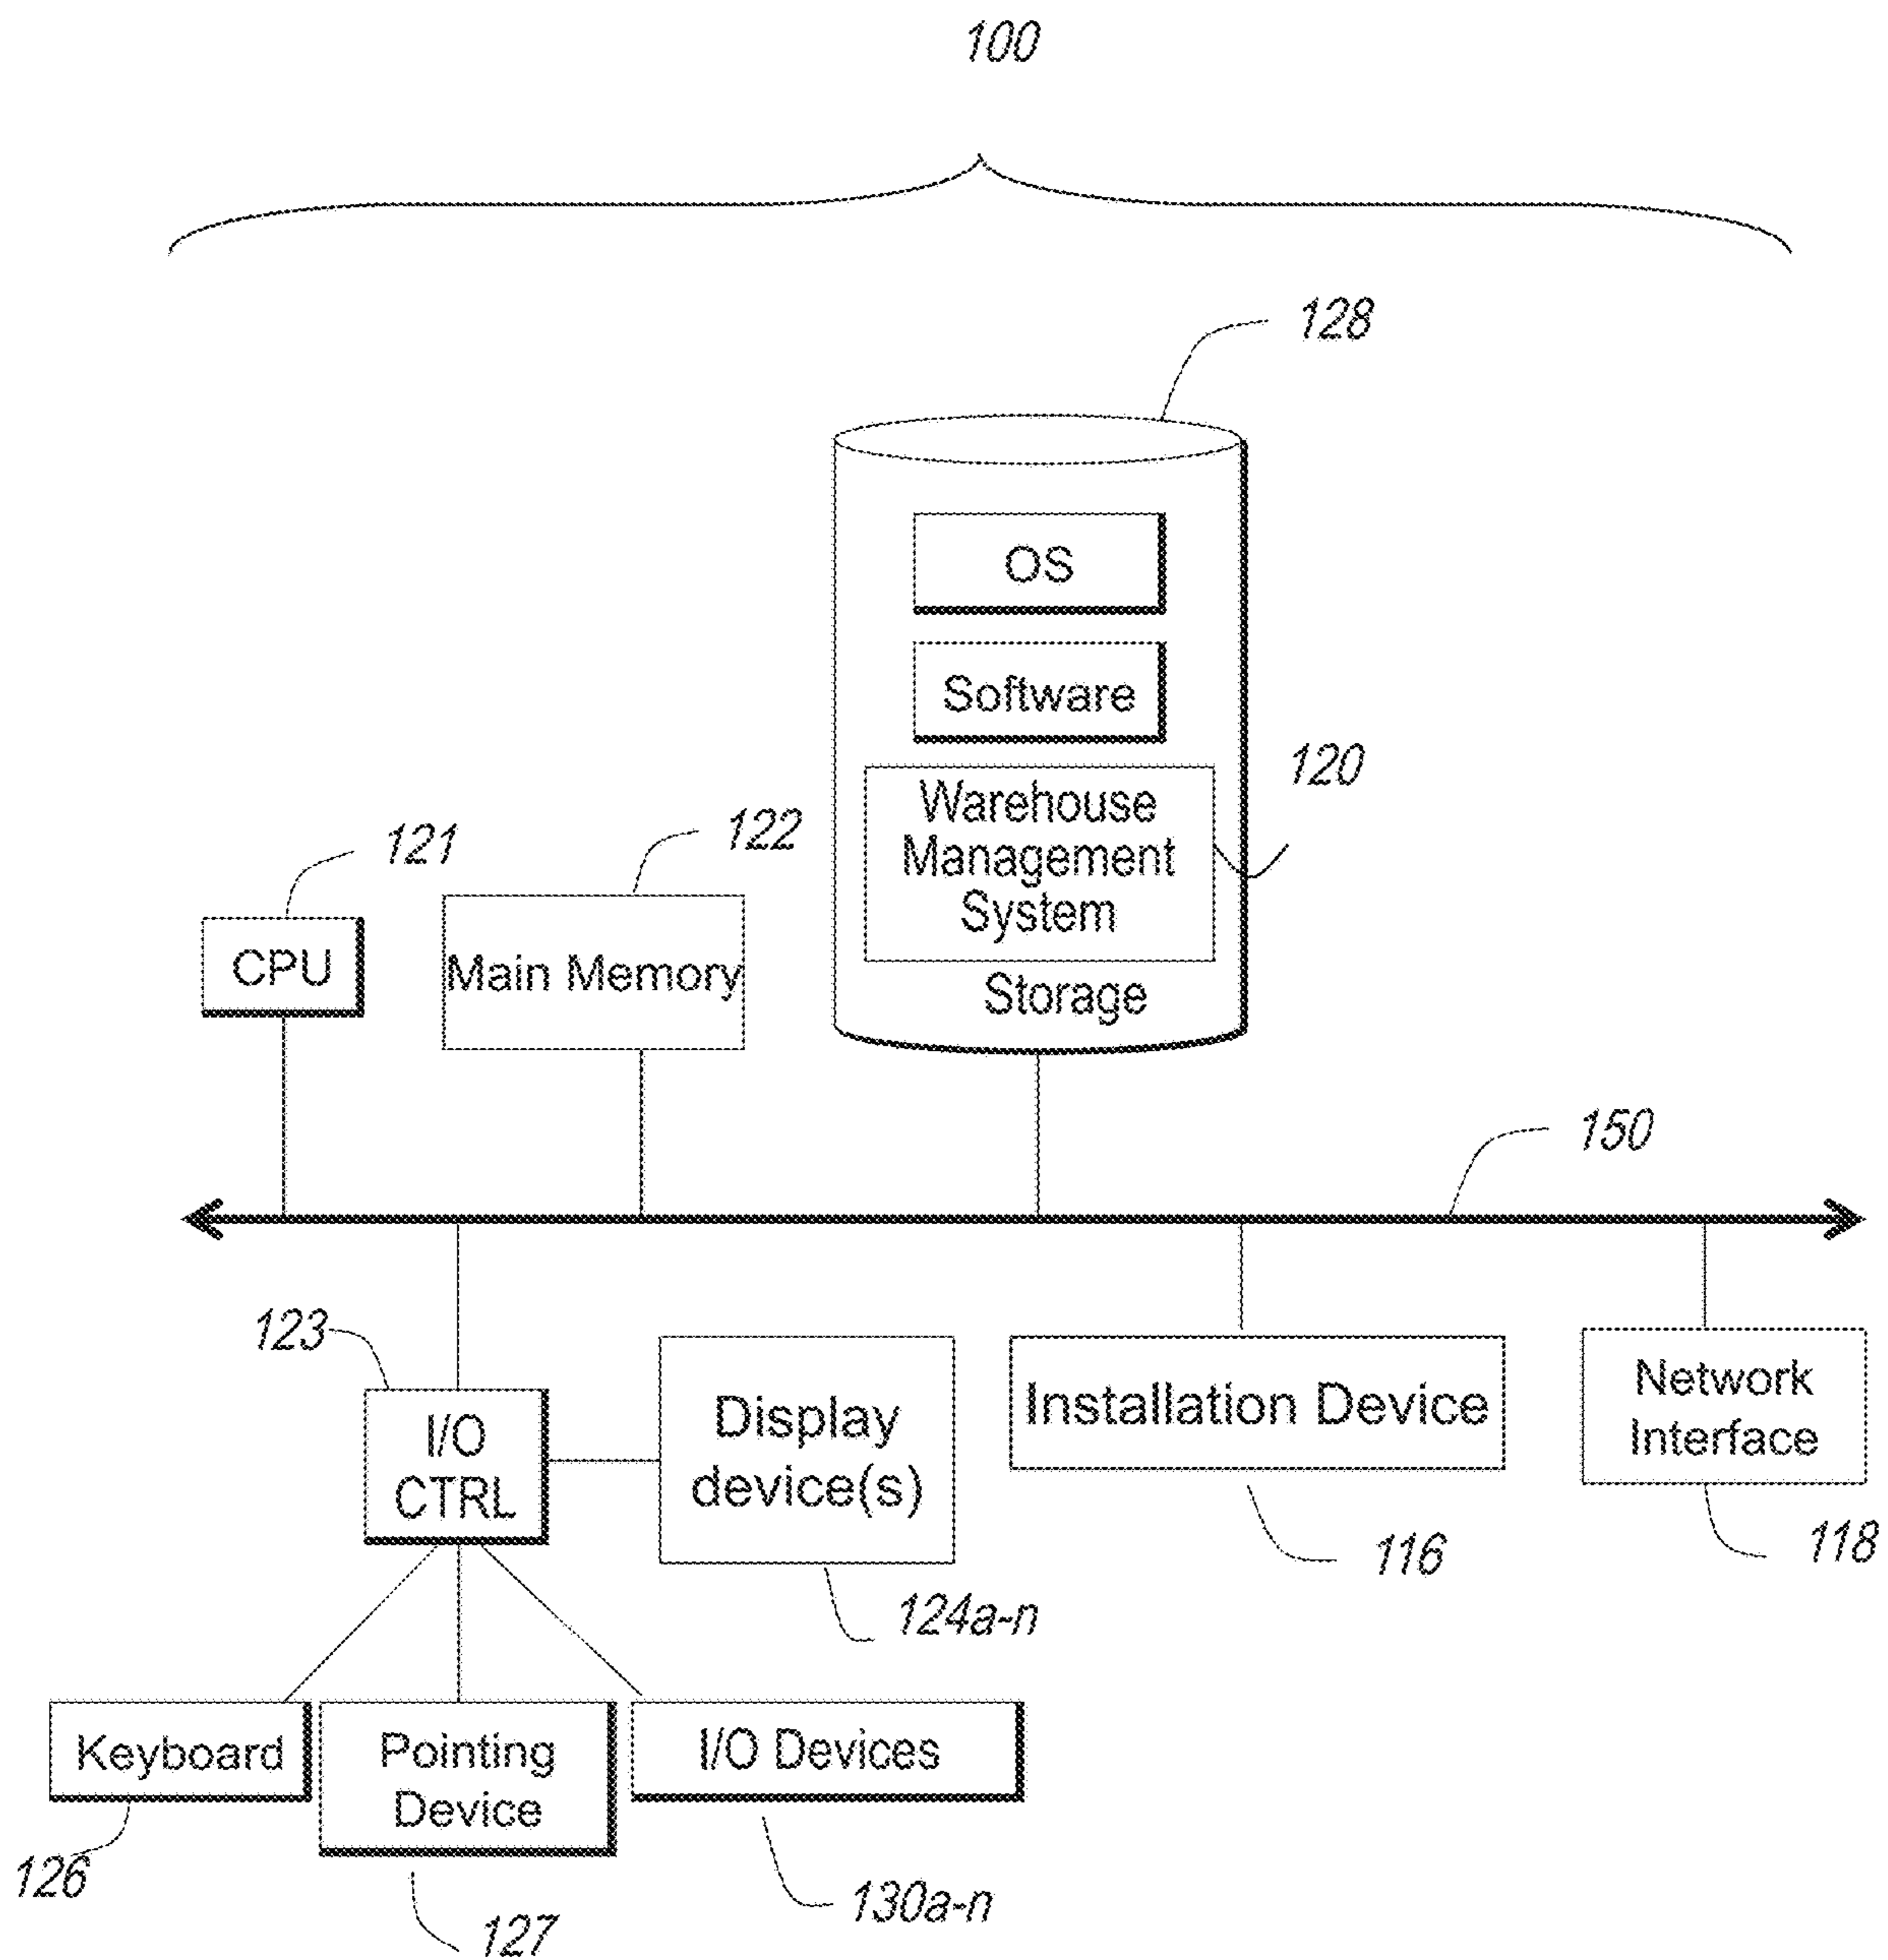 100
128
OS
Software
120
Warehouse
Management
System
Storage
121
CPU
122
Main Memory
150
123
I/O
CTRL
Display
device(s)
124a-n
Installation Device
116
Network
Interface
118
Keyboard
126
Pointing
Device
127
I/O Devices
130a-n